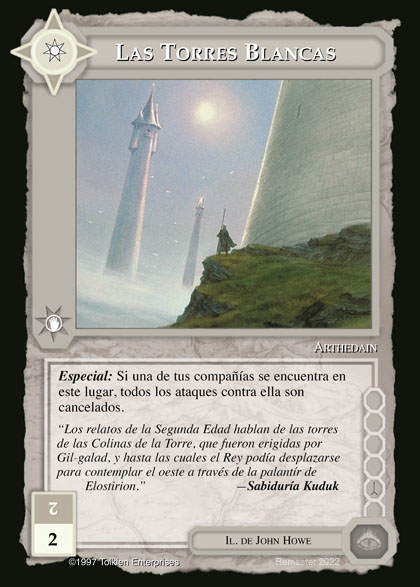 Las Torres Blancas
Arthedain
Especial: Si una de tus compañías se encuentra en
este lugar, todos los ataques contra ella son
cancelados.
“Los relatos de la Segunda Edad hablan de las torres
de las Colinas de la Torre, que fueron erigidas por
Gil-galad, y hasta las cuales el Rey podía desplazarse
para contemplar el oeste a través de la palantír de
Elostirion.” —Sabiduría Kuduk
2
2
Il. de John Howe
©1997 Tolkien Enterprises
Remaster 2022